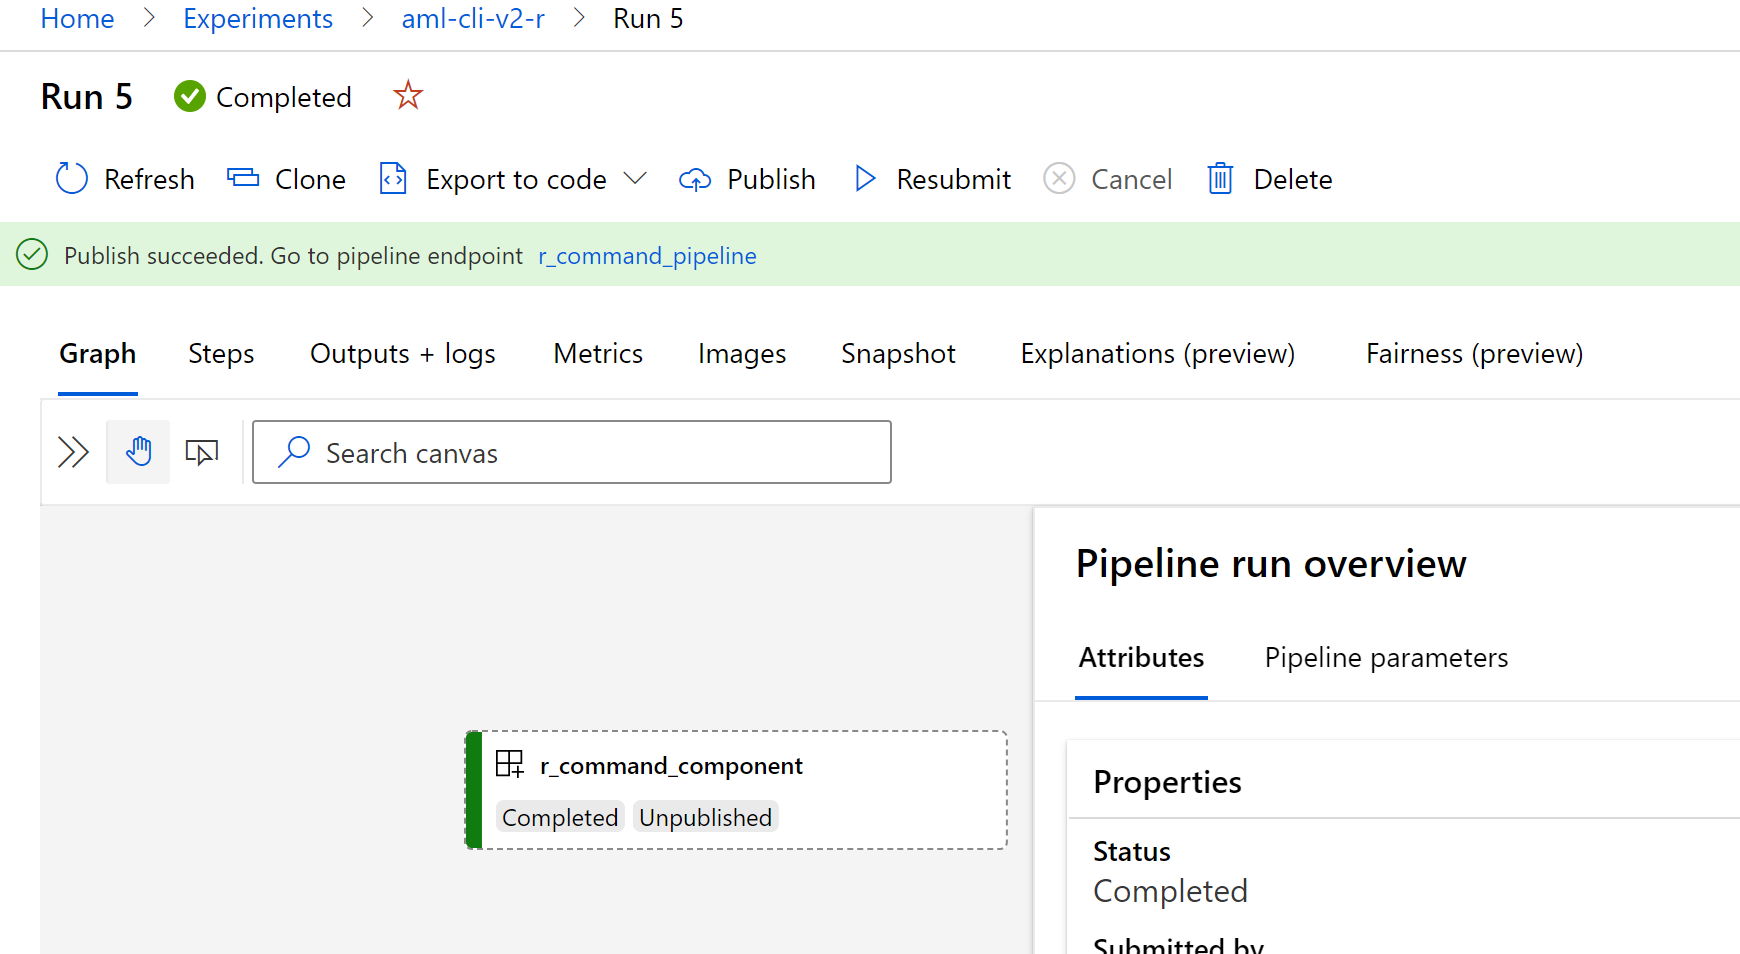 Home > Experiments > aml-cli-v2-r > Run 5
Run 5 Completed
Refresh Clone Export to code Publish Resubmit Cancel Delete
Publish succeeded. Go to pipeline endpoint r_command_pipeline
Graph Steps Outputs + logs Metrics Images Snapshot Explanations (preview) Fairness (preview)
Search canvas
Pipeline run overview
Attributes Pipeline parameters
r_command_component
Completed Unpublished
Properties
Status
Completed
Submitted by